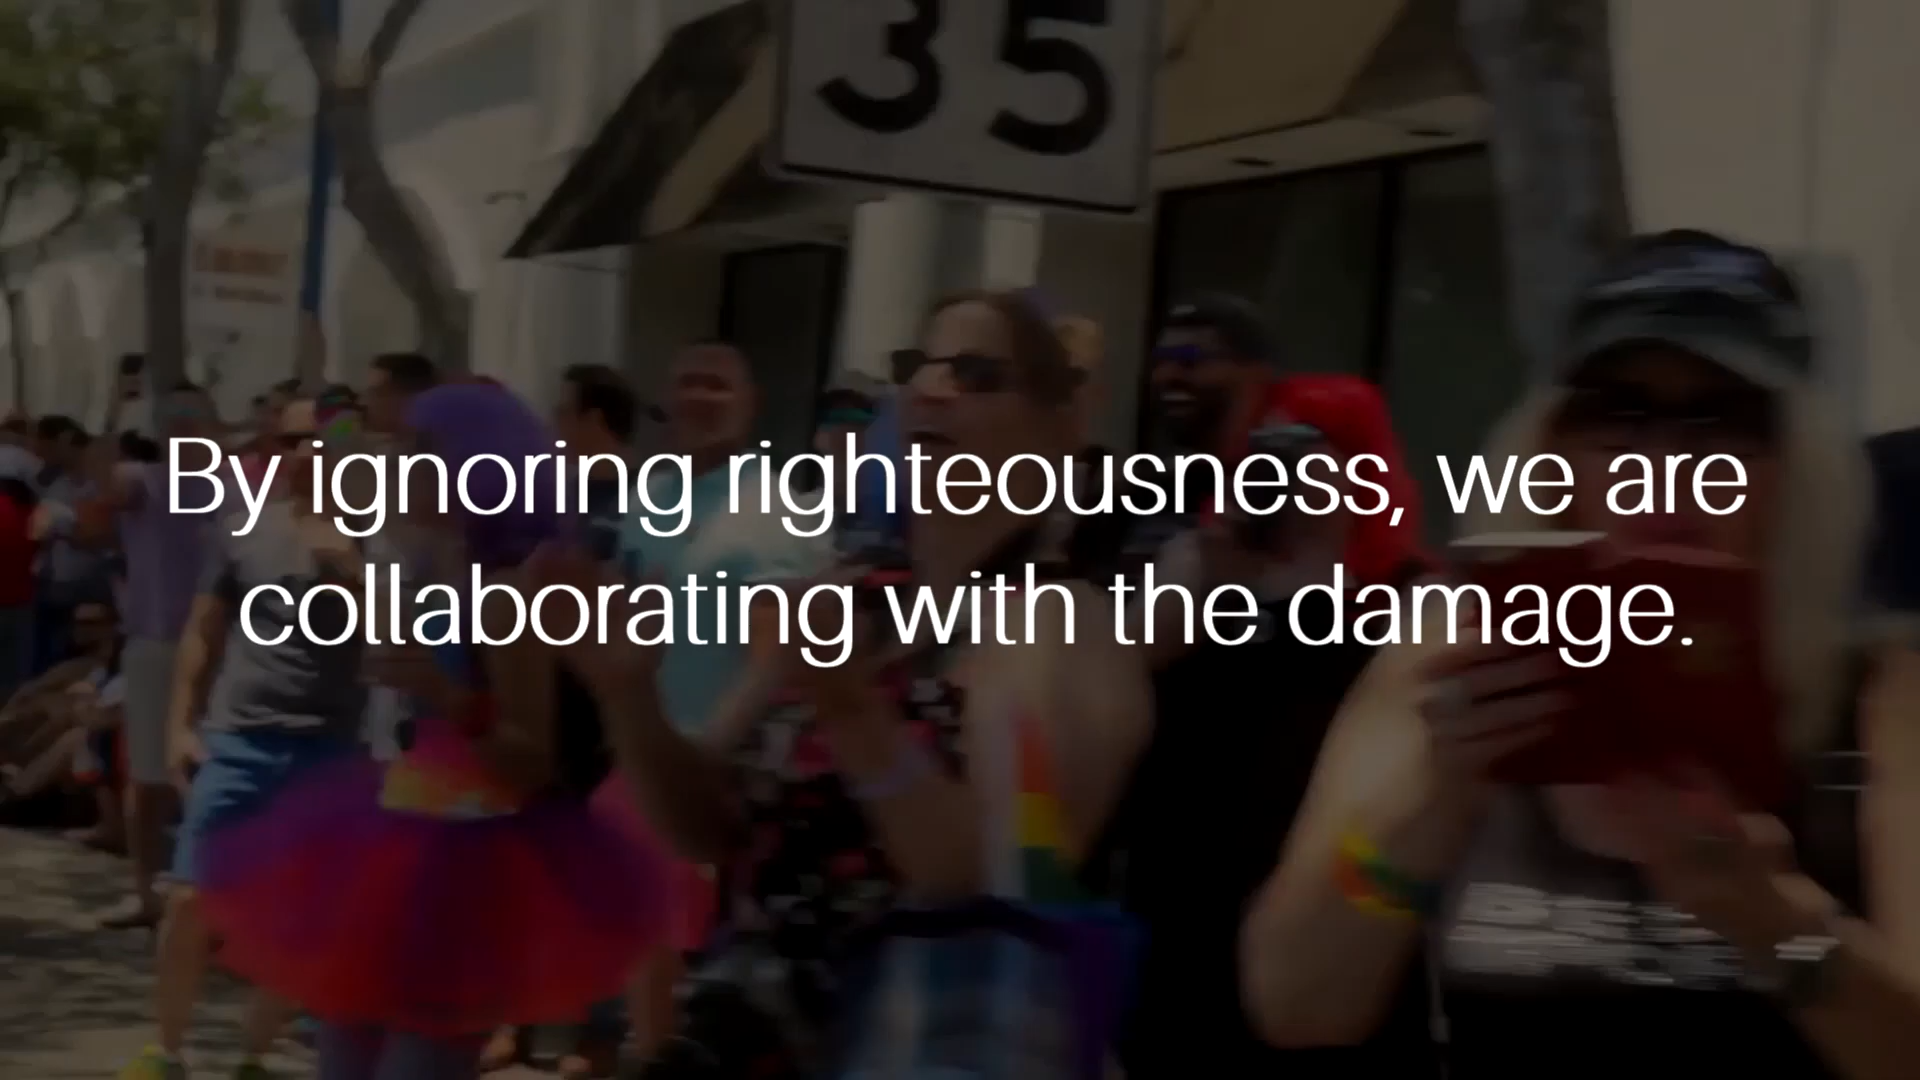 35
By ignoring righteousness, we are
collaborating with the damage.